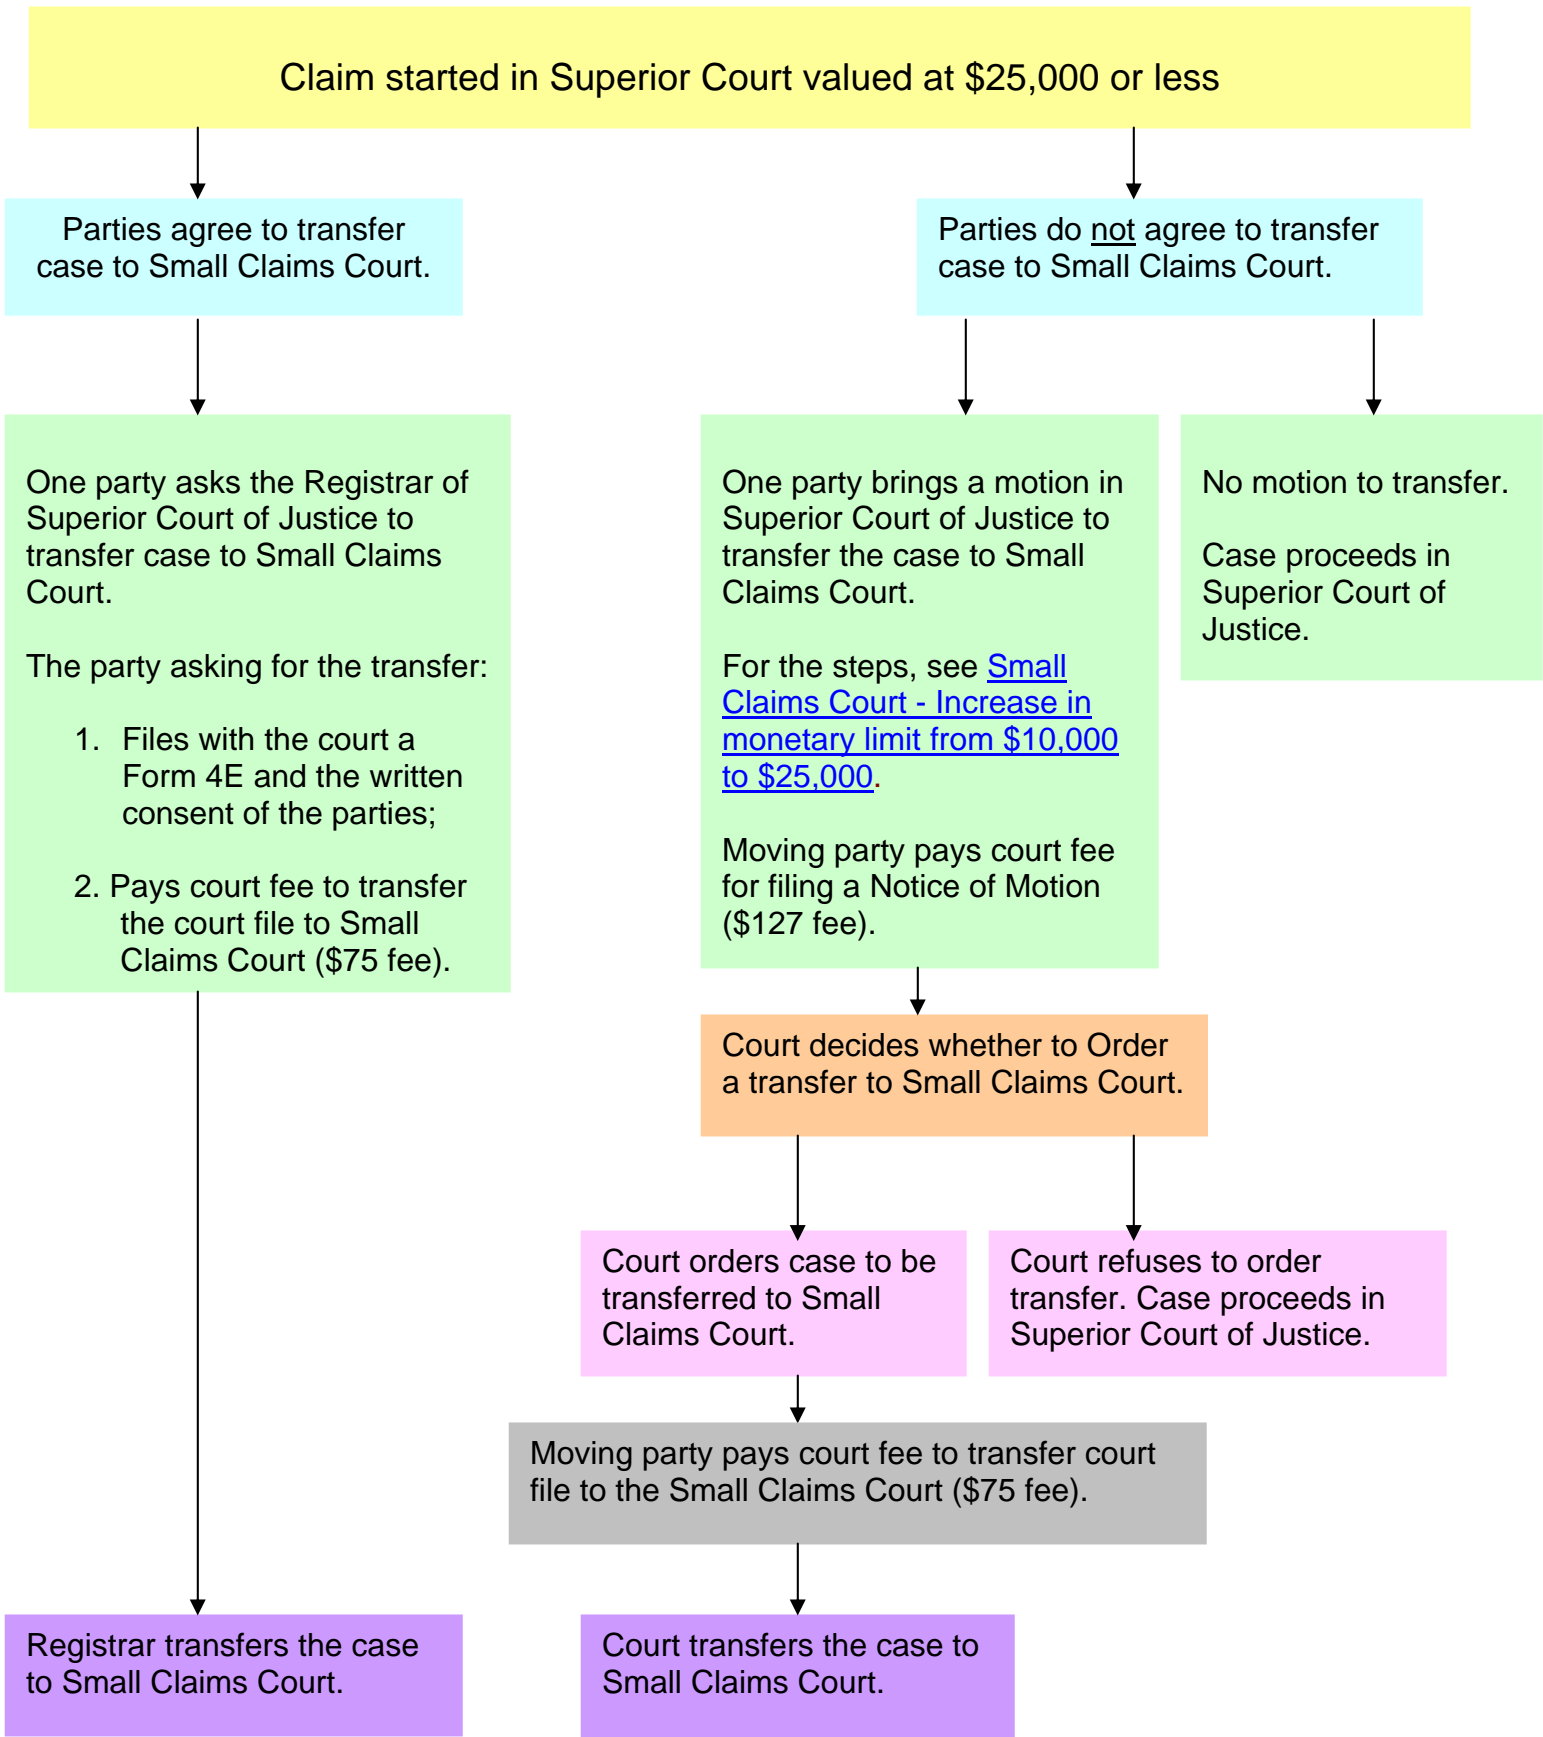 Claim started in Superior Court valued at $25,000 or less
Parties agree to transfer
case to Small Claims Court.
Parties do not agree to transfer
case to Small Claims Court.
One party asks the Registrar of
Superior Court of Justice to
transfer case to Small Claims
Court.
The party asking for the transfer:
1. Files with the court a
Form 4E and the written
consent of the parties;
2. Pays court fee to transfer
the court file to Small
Claims Court ($75 fee).
One party brings a motion in
Superior Court of Justice to
transfer the case to Small
Claims Court.
For the steps, see Small
Claims Court - Increase in
monetary limit from $10,000
to $25,000.
Moving party pays court fee
for filing a Notice of Motion
($127 fee).
No motion to transfer.
Case proceeds in
Superior Court of
Justice.
Court decides whether to Order
a transfer to Small Claims Court.
Court orders case to be
transferred to Small
Claims Court.
Court refuses to order
transfer. Case proceeds in
Superior Court of Justice.
Moving party pays court fee to transfer court
file to the Small Claims Court ($75 fee).
Registrar transfers the case
to Small Claims Court.
Court transfers the case to
Small Claims Court.